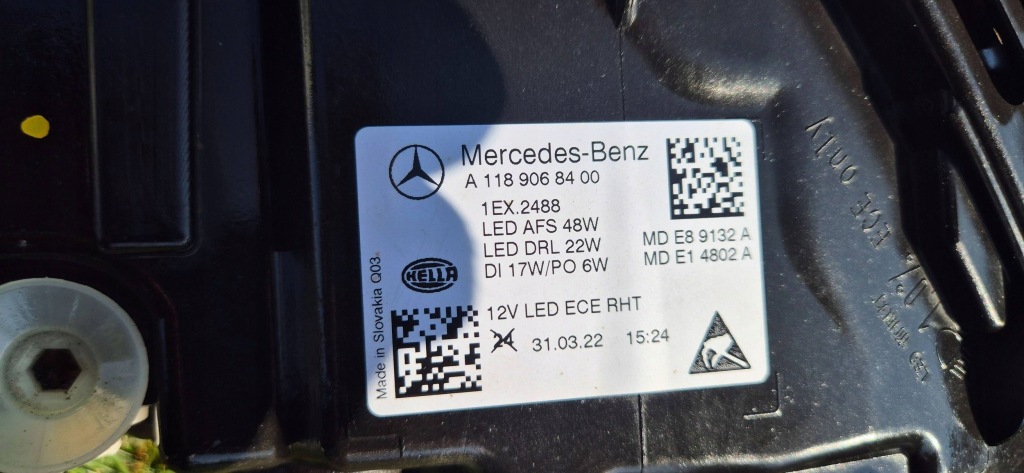 Mercedes-Benz
A 118 906 84 00
1EX.2488
LED AFS 48W
LED DRL 22W
DI 17W/PO 6W
MD E8 9132 A
MD E1 4802 A
HELLA
12V LED ECE RHT
24 31.03.22 15:24
Made in Slovakia Q03.
ECE ONLY